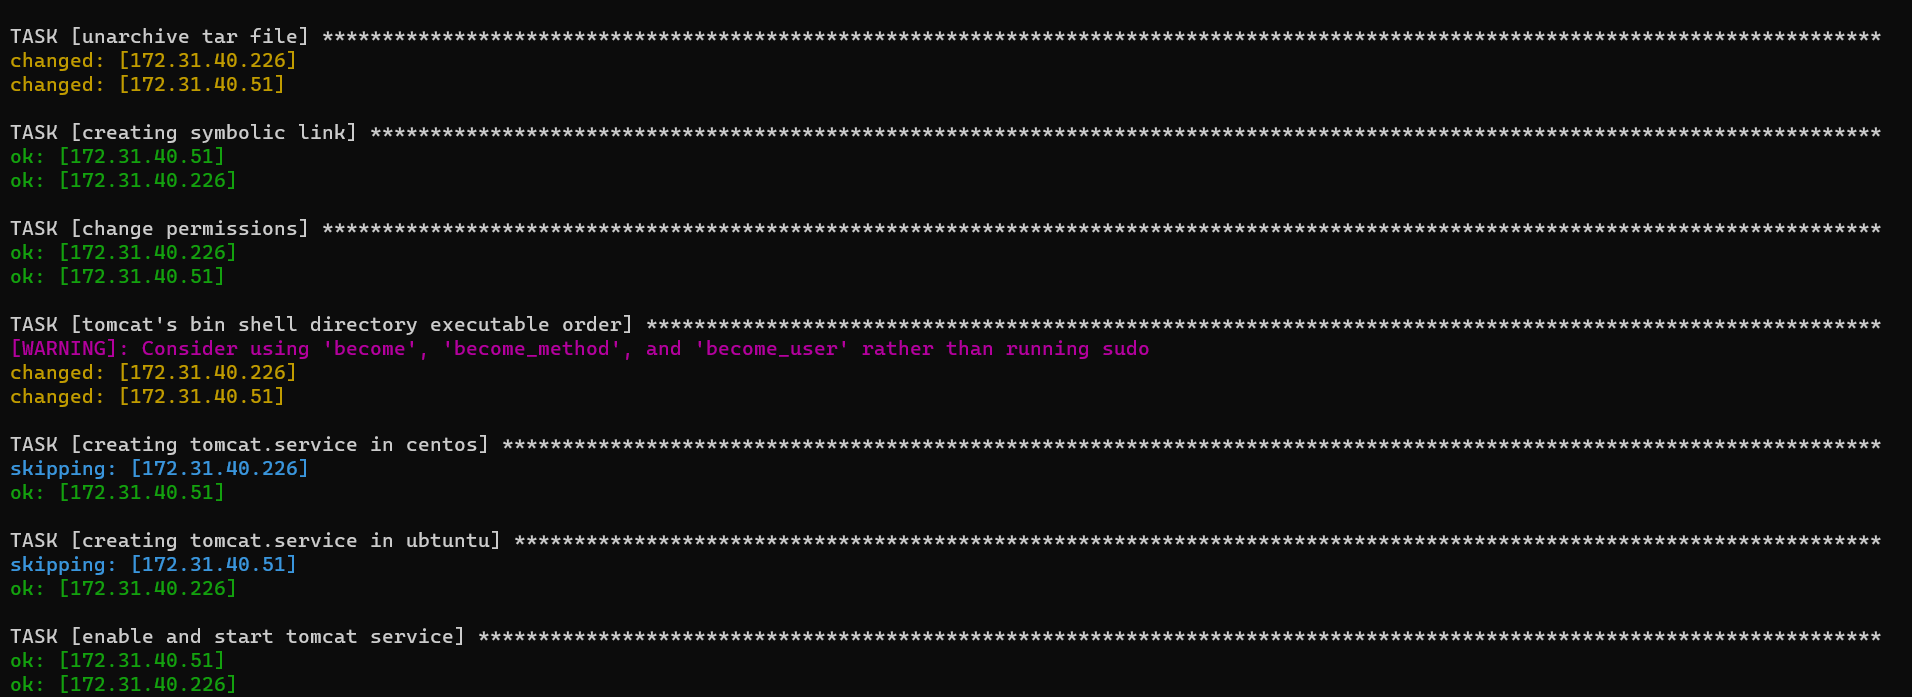 TASK [unarchive tar file] **********************************************************************************************************************************
changed: [172.31.40.226]
changed: [172.31.40.51]
TASK [creating symbolic link] ******************************************************************************************************************************
ok: [172.31.40.51]
ok: [172.31.40.226]
TASK [change permissions] **********************************************************************************************************************************
ok: [172.31.40.226]
ok: [172.31.40.51]
TASK [tomcat's bin shell directory executable order] *******************************************************************************************************
[WARNING]: Consider using 'become', 'become_method', and 'become_user' rather than running sudo
changed: [172.31.40.226]
changed: [172.31.40.51]
TASK [creating tomcat.service in centos] *******************************************************************************************************************
skipping: [172.31.40.226]
ok: [172.31.40.51]
TASK [creating tomcat.service in ubtuntu] ******************************************************************************************************************
skipping: [172.31.40.51]
ok: [172.31.40.226]
TASK [enable and start tomcat service] *********************************************************************************************************************
ok: [172.31.40.51]
ok: [172.31.40.226]